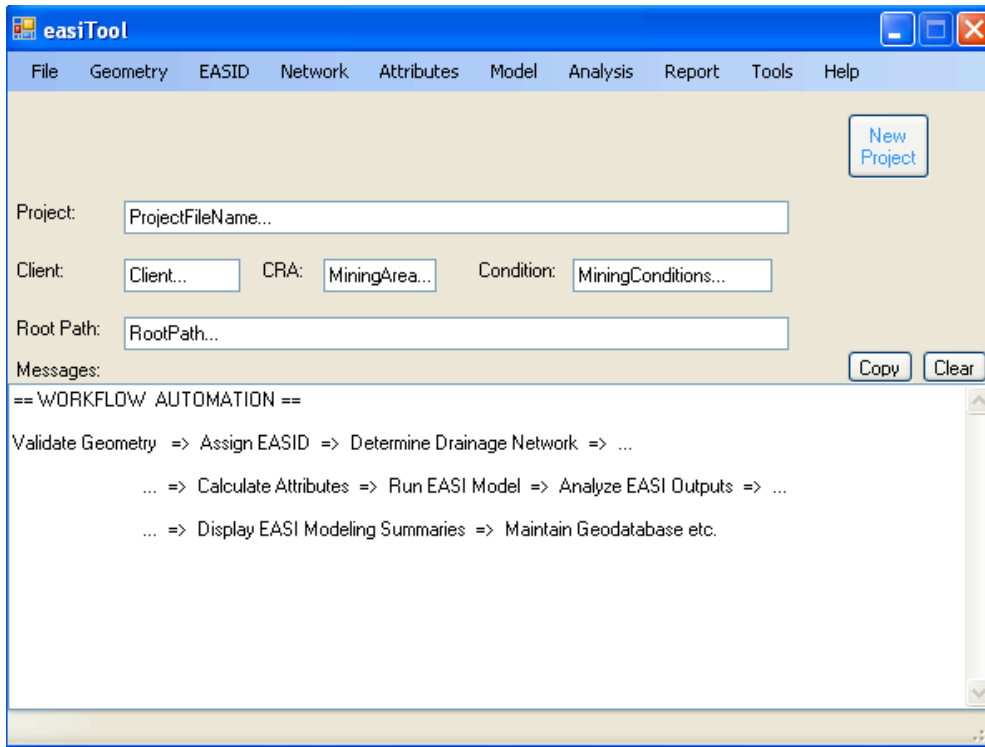 easiTool
File Geometry EASID Network Attributes Model Analysis Report Tools Help
New
Project
Project: ProjectFileName...
Client: Client... CRA: MiningArea... Condition: MiningConditions...
Root Path: RootPath...
Messages: Copy Clear
== WORKFLOW AUTOMATION ==
Validate Geometry => Assign EASID => Determine Drainage Network => ...
... => Calculate Attributes => Run EASI Model => Analyze EASI Outputs => ...
... => Display EASI Modeling Summaries => Maintain Geodatabase etc.